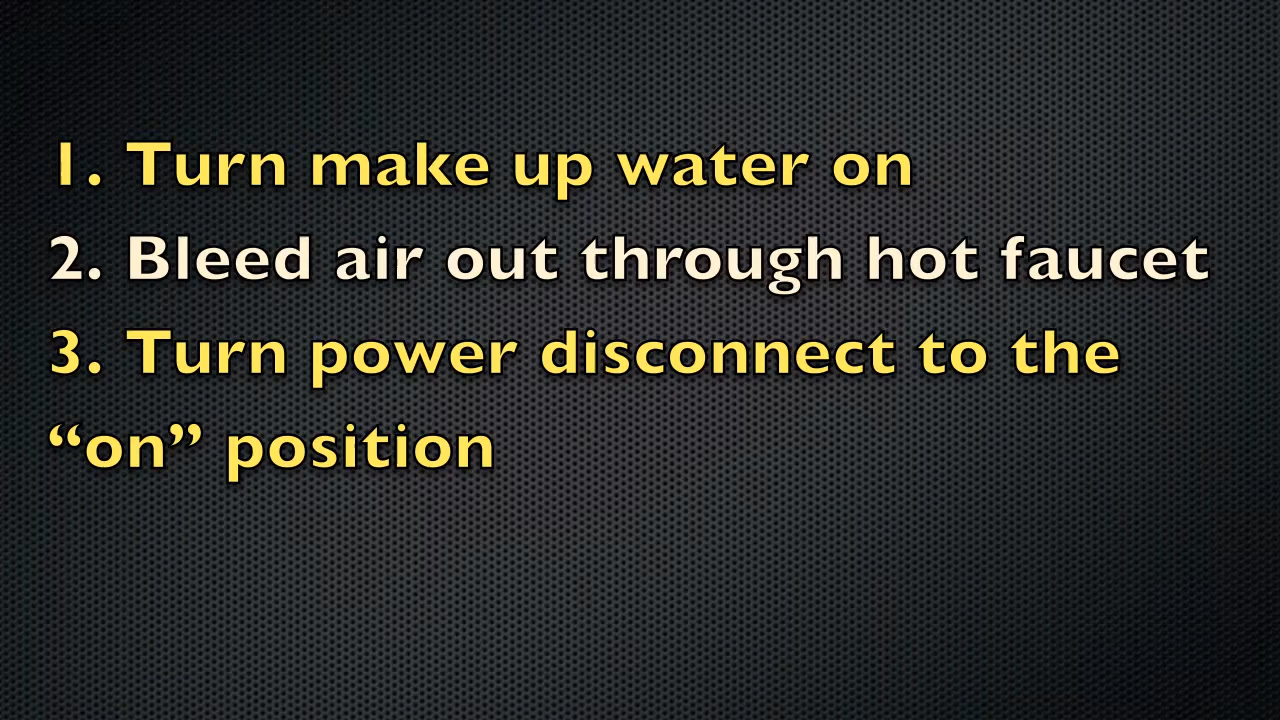 1. Turn make up water on
2. Bleed air out through hot faucet
3. Turn power disconnect to the
“on” position